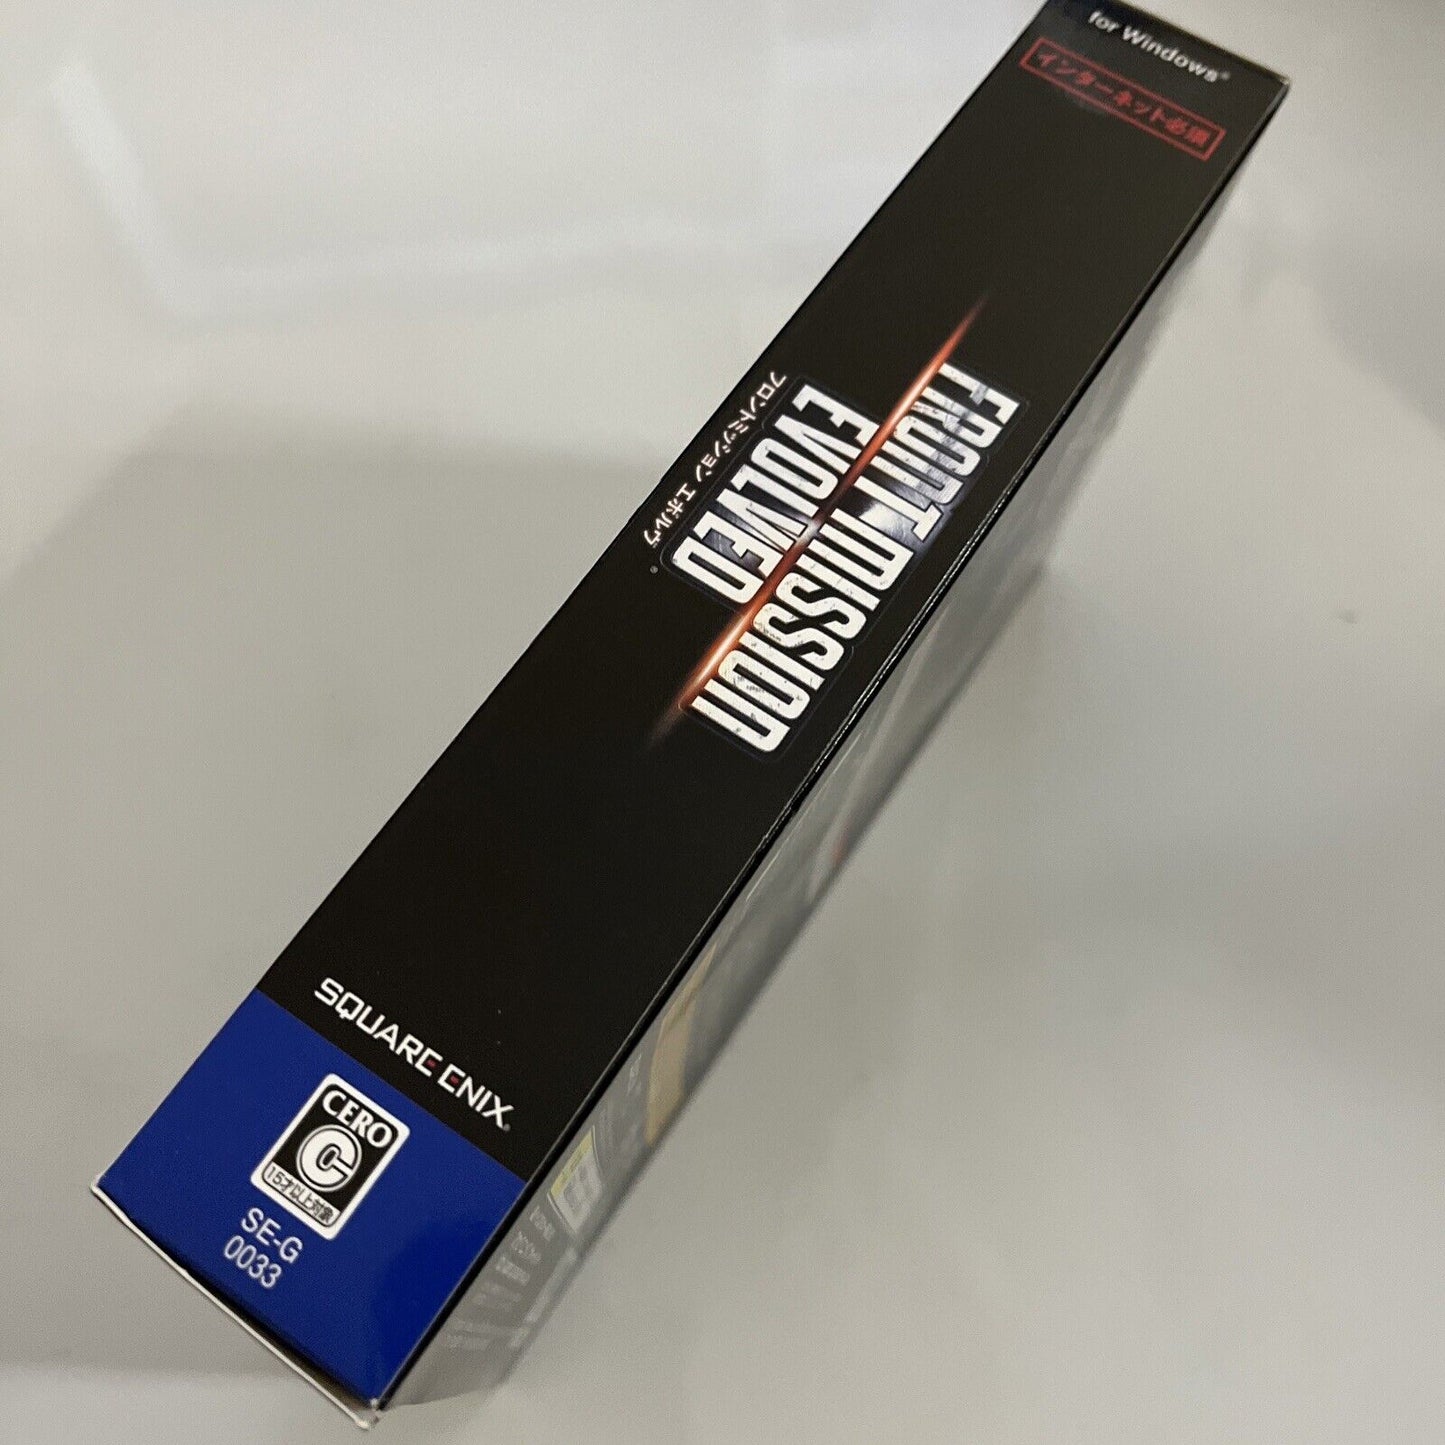 for Windows®
インターネット必須
FRONT MISSION
EVOLVED
フロントミッション エボルヴ
SQUARE ENIX
CERO
C
15才以上対象
SE-G
0033